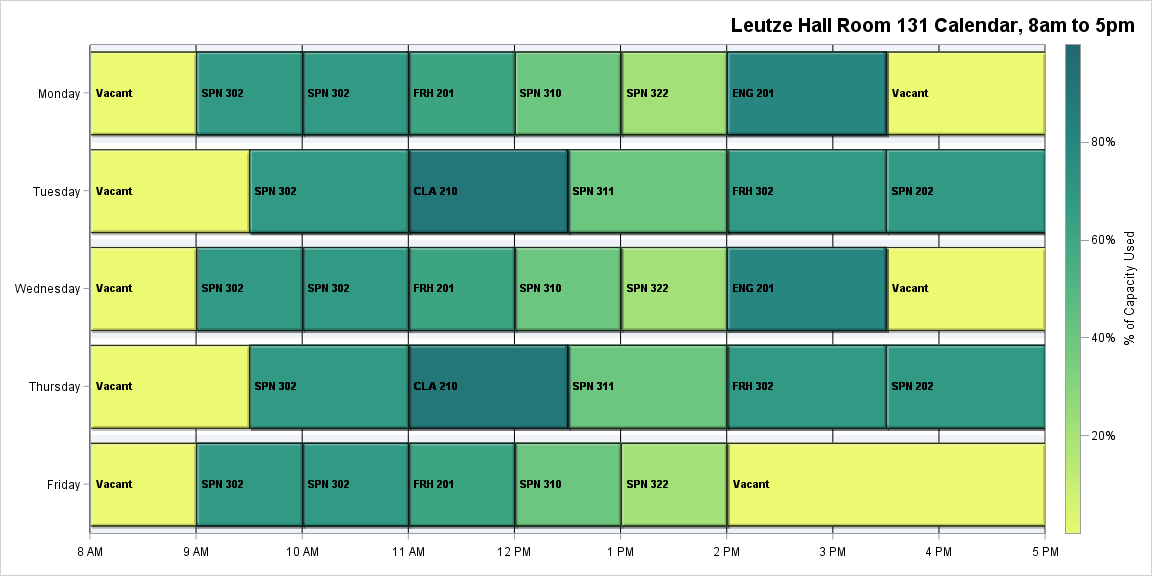 Leutze Hall Room 131 Calendar, 8am to 5pm
Monday Vacant SPN 302 SPN 302 FRH 201 SPN 310 SPN 322 ENG 201 Vacant
80%
Tuesday Vacant SPN 302 CLA 210 SPN 311 FRH 302 SPN 202
60%
% of Capacity Used
Wednesday Vacant SPN 302 SPN 302 FRH 201 SPN 310 SPN 322 ENG 201 Vacant
40%
Thursday Vacant SPN 302 CLA 210 SPN 311 FRH 302 SPN 202
20%
Friday Vacant SPN 302 SPN 302 FRH 201 SPN 310 SPN 322 Vacant
8 AM 9 AM 10 AM 11 AM 12 PM 1 PM 2 PM 3 PM 4 PM 5 PM